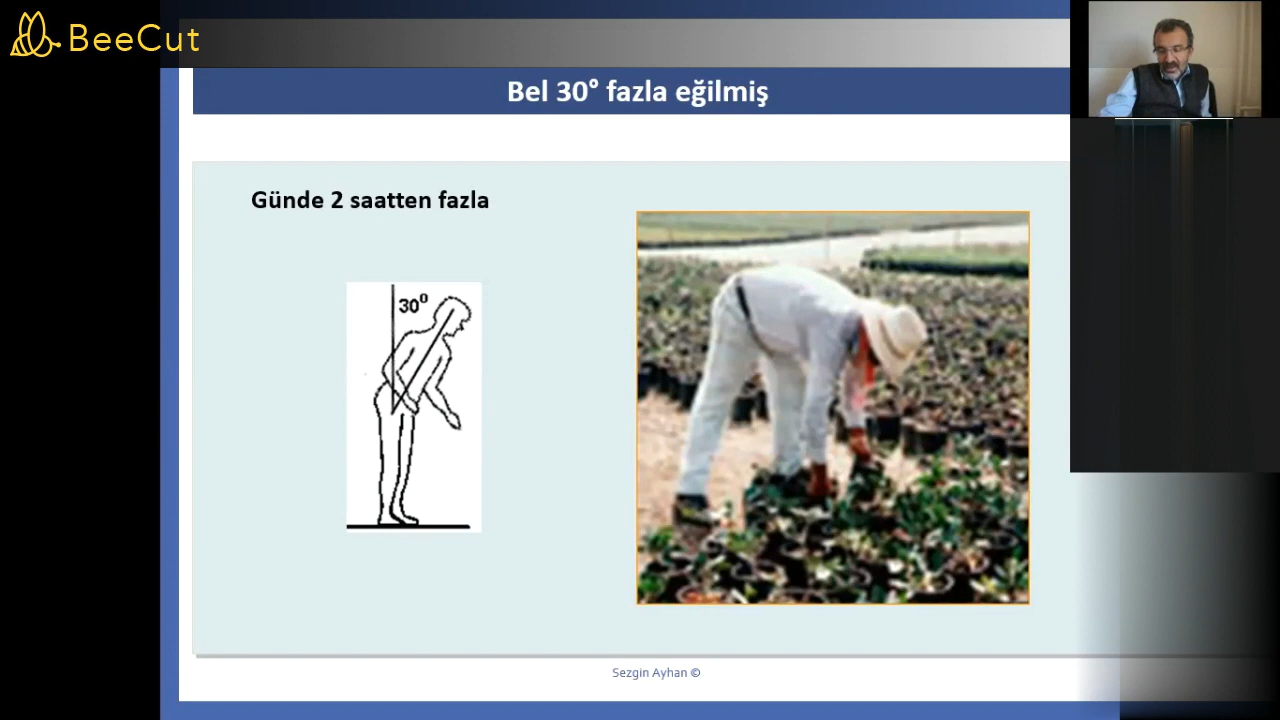 BeeCut
Bel 30° fazla eğilmiş
Günde 2 saatten fazla
30°
Sezgin Ayhan ©